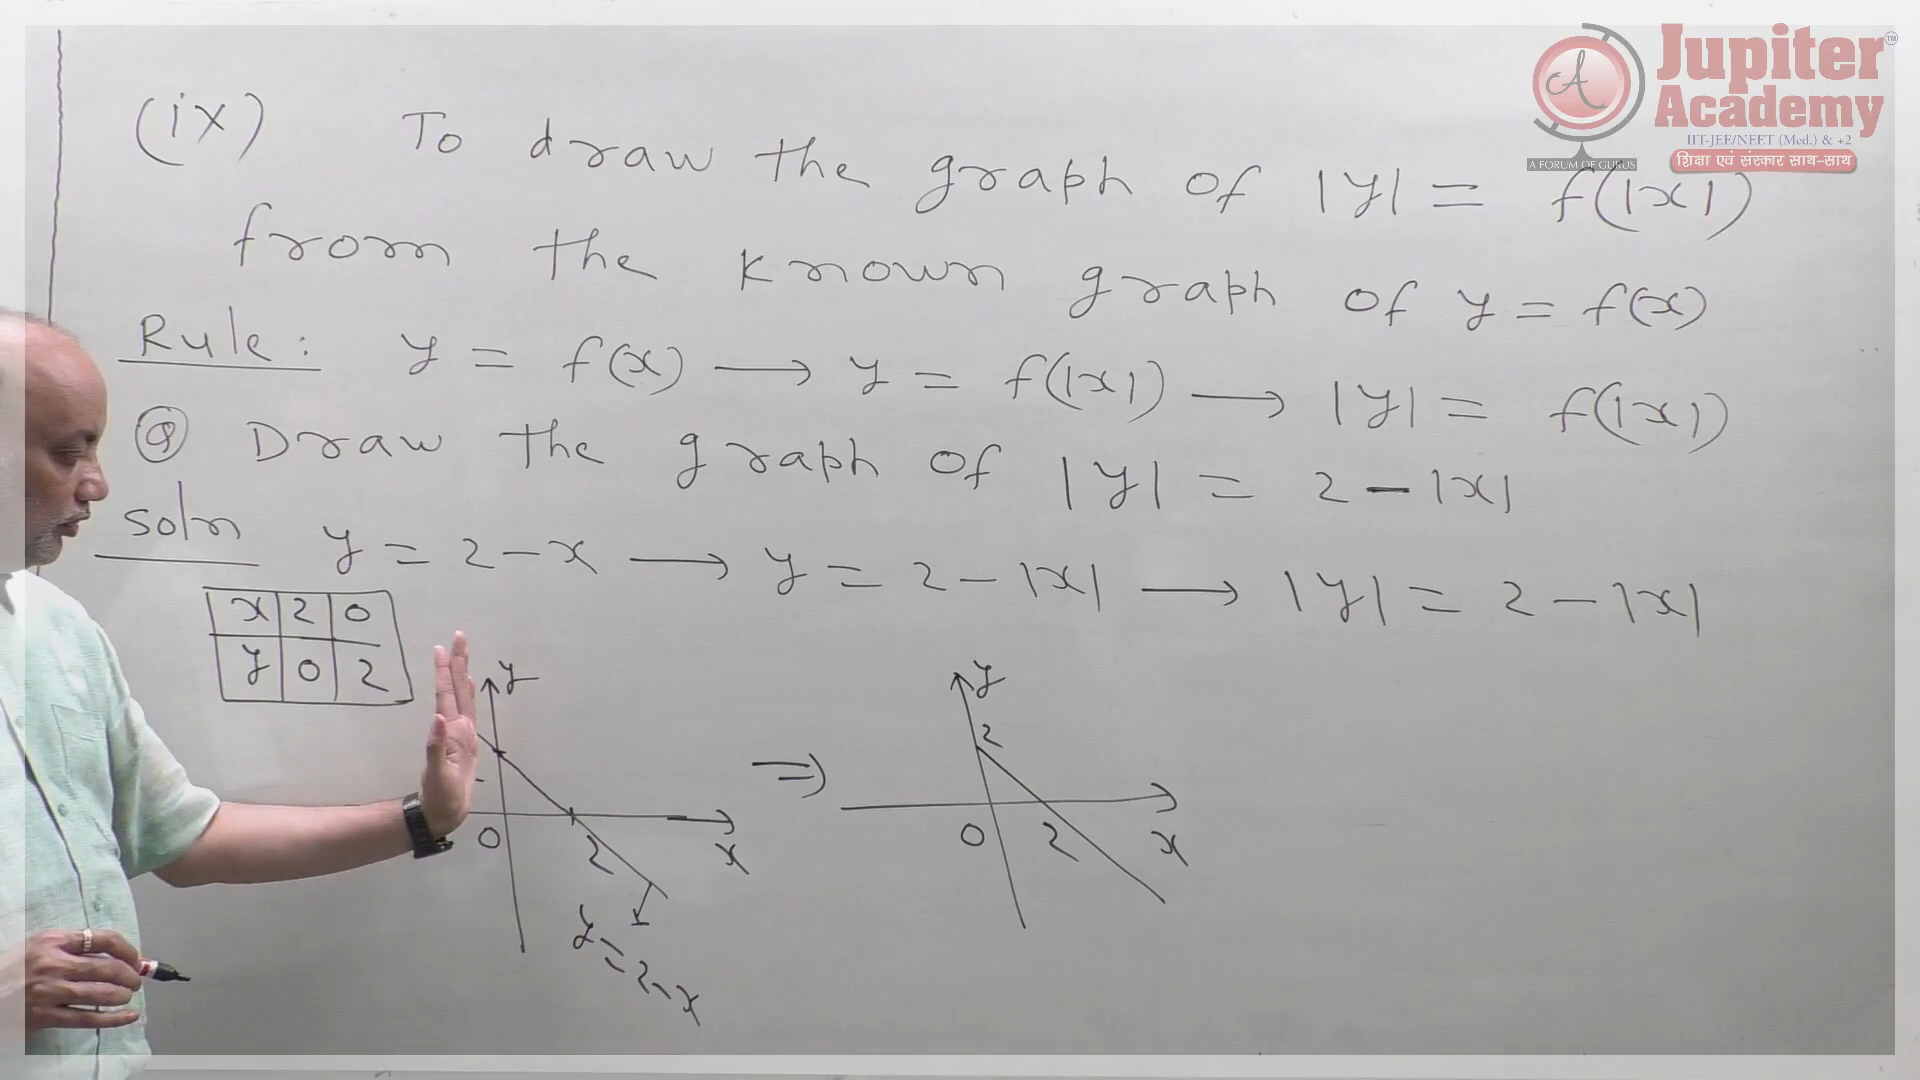 Jupiter™
Academy
IIT-JEE/NEET (Med.) & +2
A FORUM OF GURUS
शिक्षा एवं संस्कार साथ-साथ
(ix) To draw the graph of |y| = f(|x|)
from the known graph of y = f(x)
Rule: y = f(x) → y = f(|x|) → |y| = f(|x|)
Q Draw the graph of |y| = 2 - |x|
Soln y = 2 - x → y = 2 - |x| → |y| = 2 - |x|
x 2 0
y 0 2
y
0 2 x
y = 2 - x
⇒
y
2
0 2 x